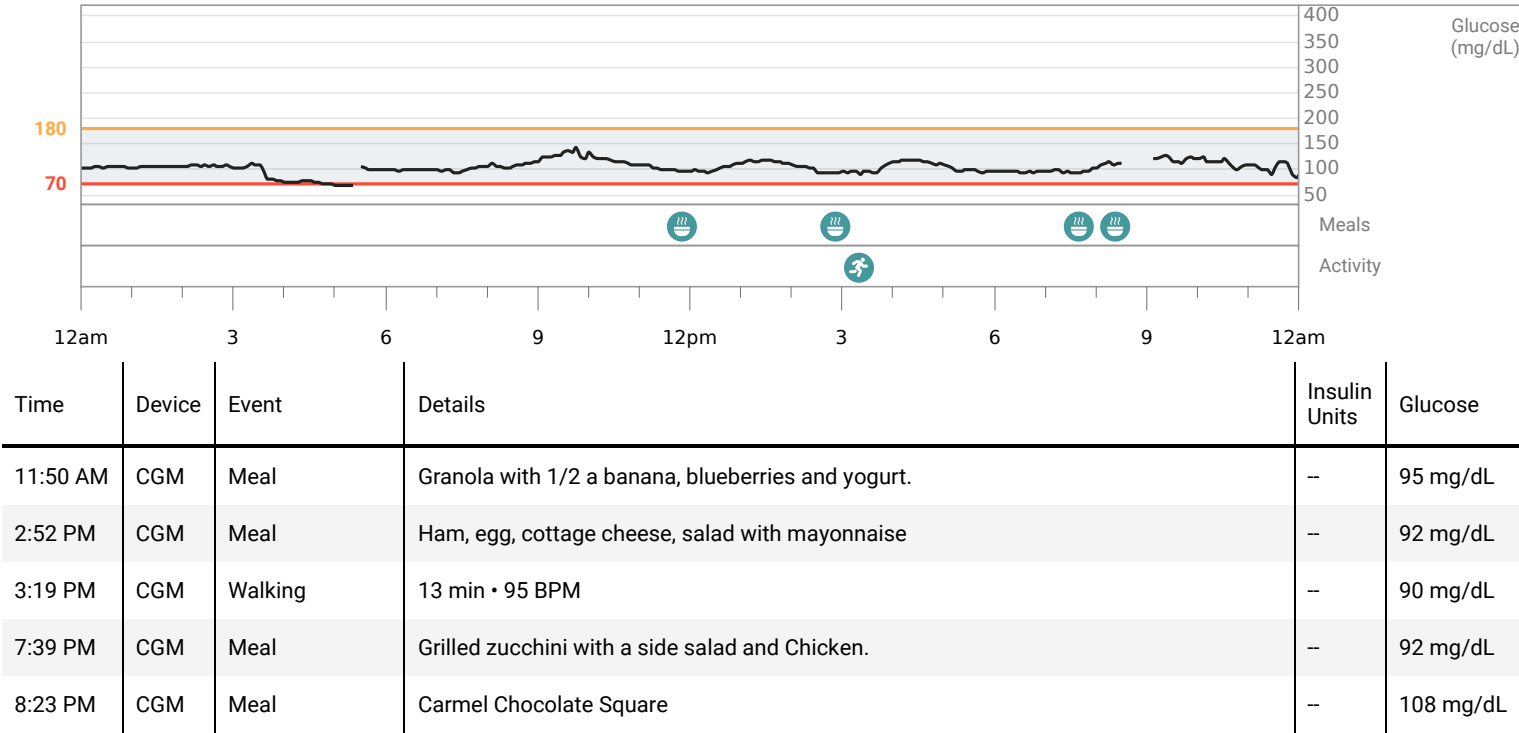 400
Glucose
(mg/dL)
350
300
250
200
180
150
100
70
50
Meals
Activity
12am 3 6 9 12pm 3 6 9 12am
Time Device Event Details Insulin Units Glucose
11:50 AM CGM Meal Granola with 1/2 a banana, blueberries and yogurt. -- 95 mg/dL
2:52 PM CGM Meal Ham, egg, cottage cheese, salad with mayonnaise -- 92 mg/dL
3:19 PM CGM Walking 13 min • 95 BPM -- 90 mg/dL
7:39 PM CGM Meal Grilled zucchini with a side salad and Chicken. -- 92 mg/dL
8:23 PM CGM Meal Carmel Chocolate Square -- 108 mg/dL